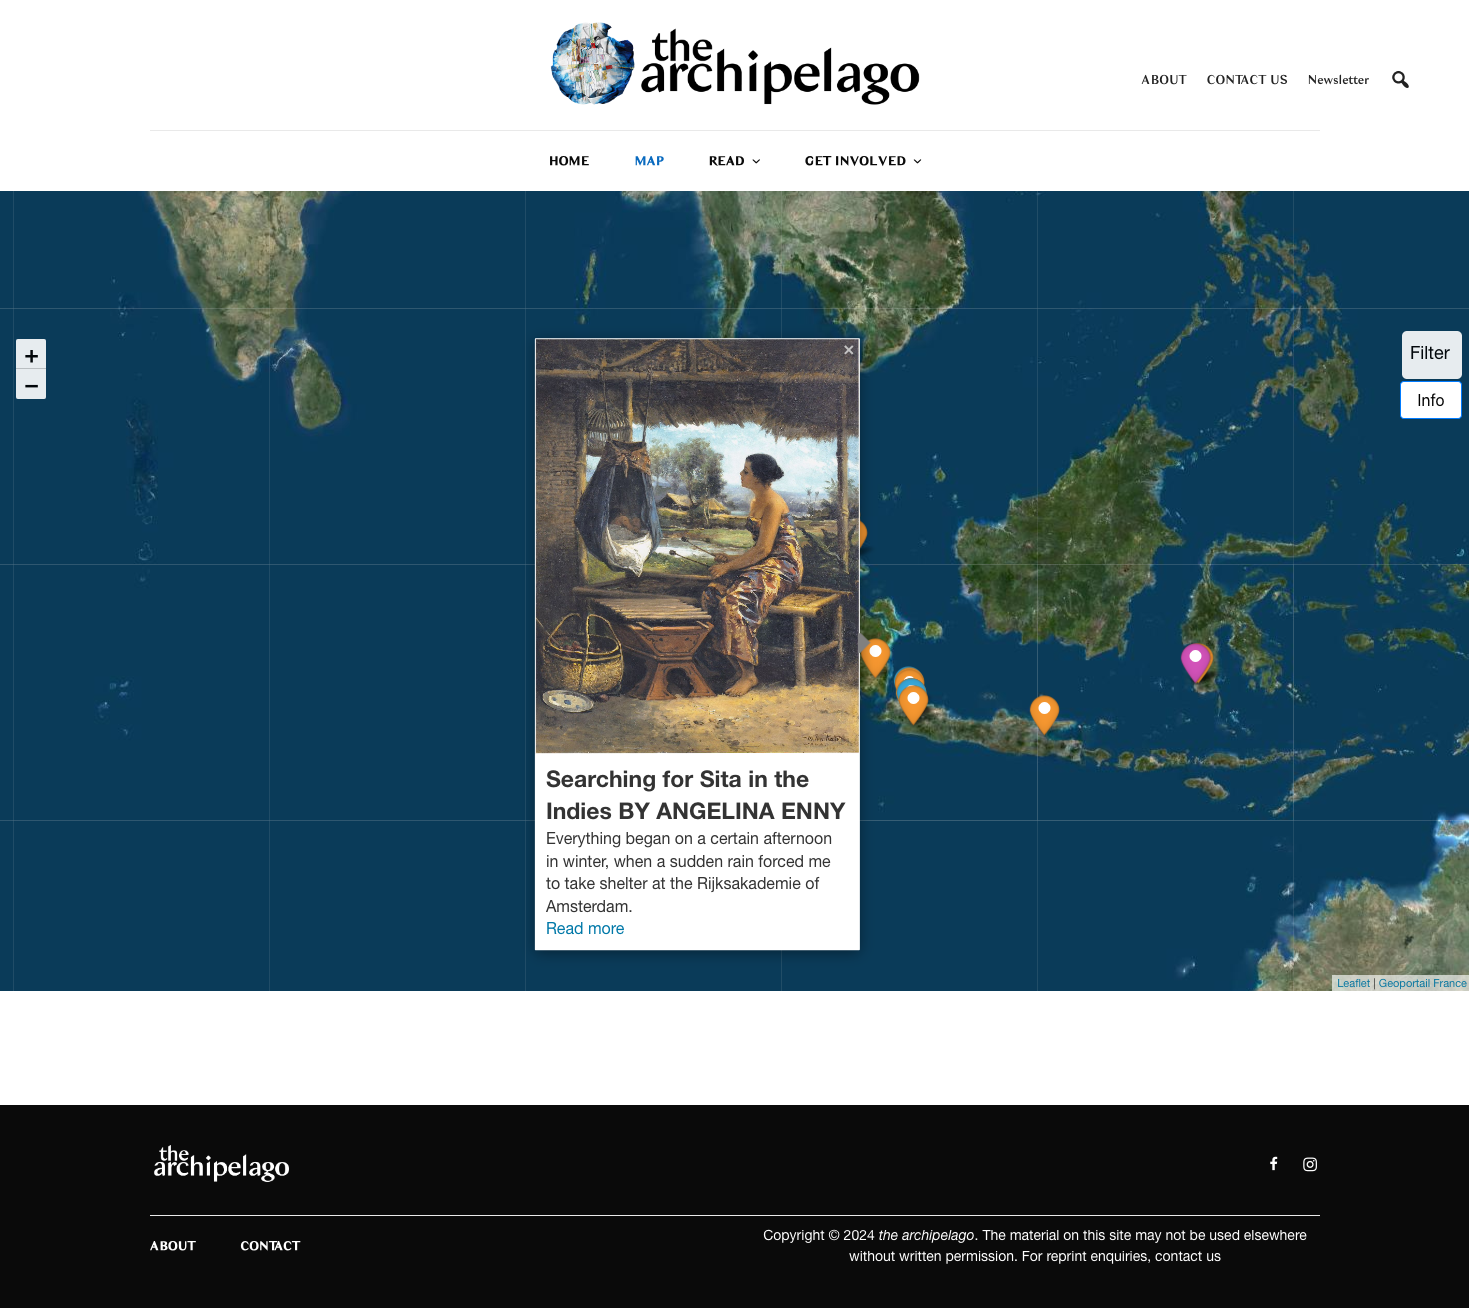 the
archipelago
ABOUT
CONTACT US
Newsletter
HOME
MAP
READ
GET INVOLVED
+
−
×
Filter
Info
Searching for Sita in the
Indies BY ANGELINA ENNY
Everything began on a certain afternoon
in winter, when a sudden rain forced me
to take shelter at the Rijksakademie of
Amsterdam.
Read more
Leaflet | Geoportail France
the
archipelago
ABOUT
CONTACT
Copyright © 2024 the archipelago. The material on this site may not be used elsewhere
without written permission. For reprint enquiries, contact us